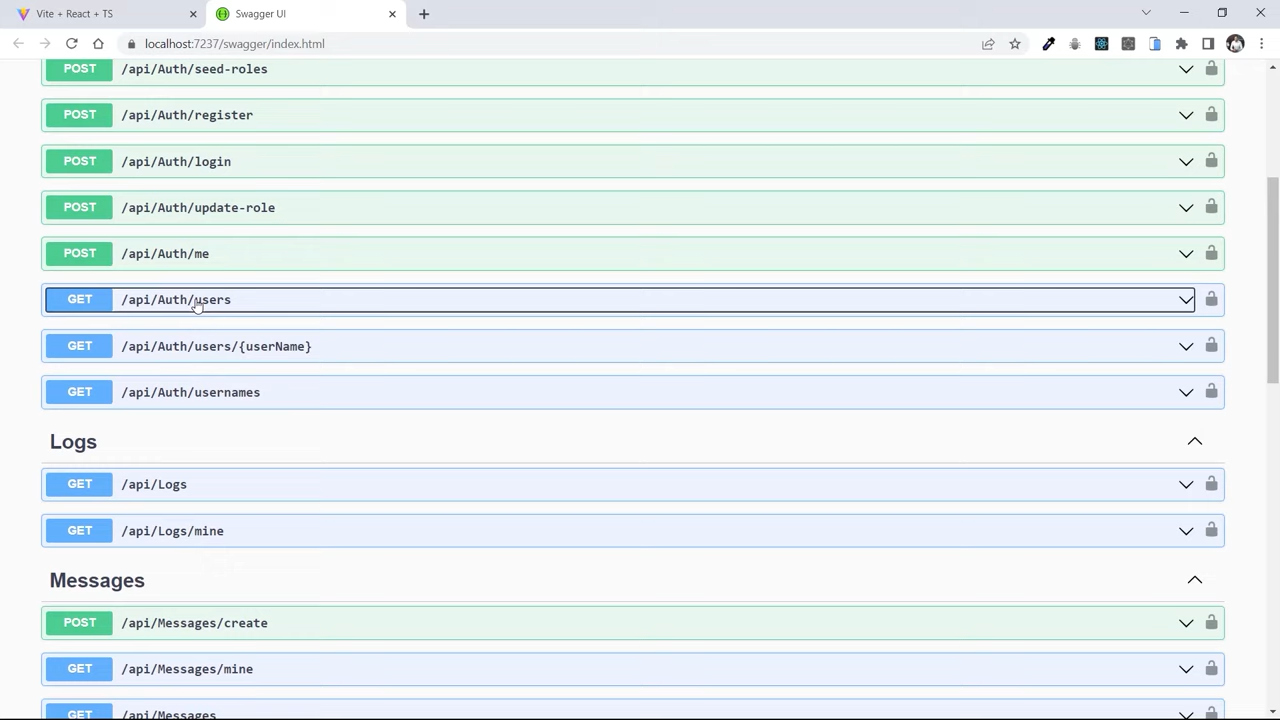 Vite + React + TS
Swagger UI
localhost:7237/swagger/index.html
POST /api/Auth/seed-roles
POST /api/Auth/register
POST /api/Auth/login
POST /api/Auth/update-role
POST /api/Auth/me
GET /api/Auth/users
GET /api/Auth/users/{userName}
GET /api/Auth/usernames
Logs
GET /api/Logs
GET /api/Logs/mine
Messages
POST /api/Messages/create
GET /api/Messages/mine
GET /api/Messages